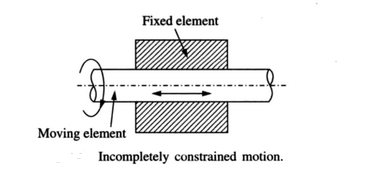 Fixed element
Moving element
Incompletely constrained motion.